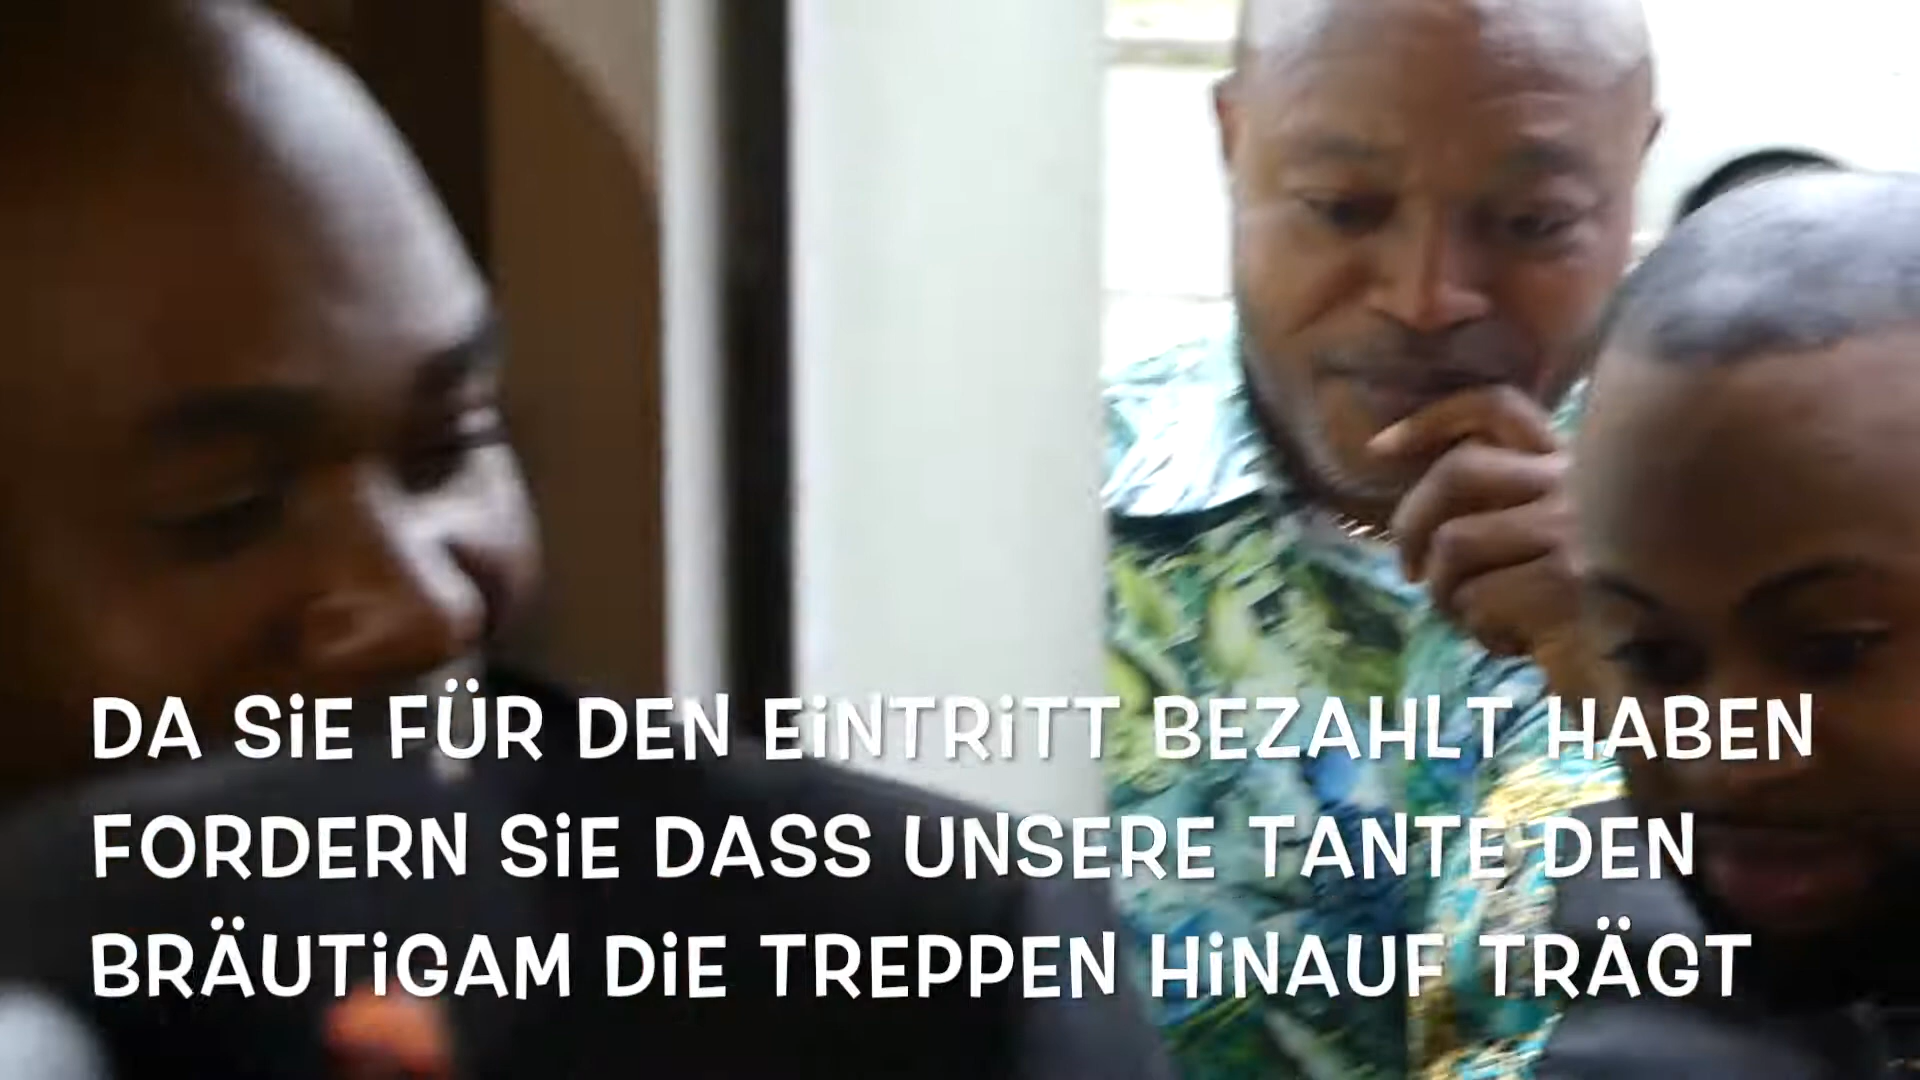 DA SiE FÜR DEN EiNTRiTT BEZAHLT HABEN
FORDERN SiE DASS UNSERE TANTE DEN
BRÄUTiGAM DiE TREPPEN HiNAUF TRÄGT